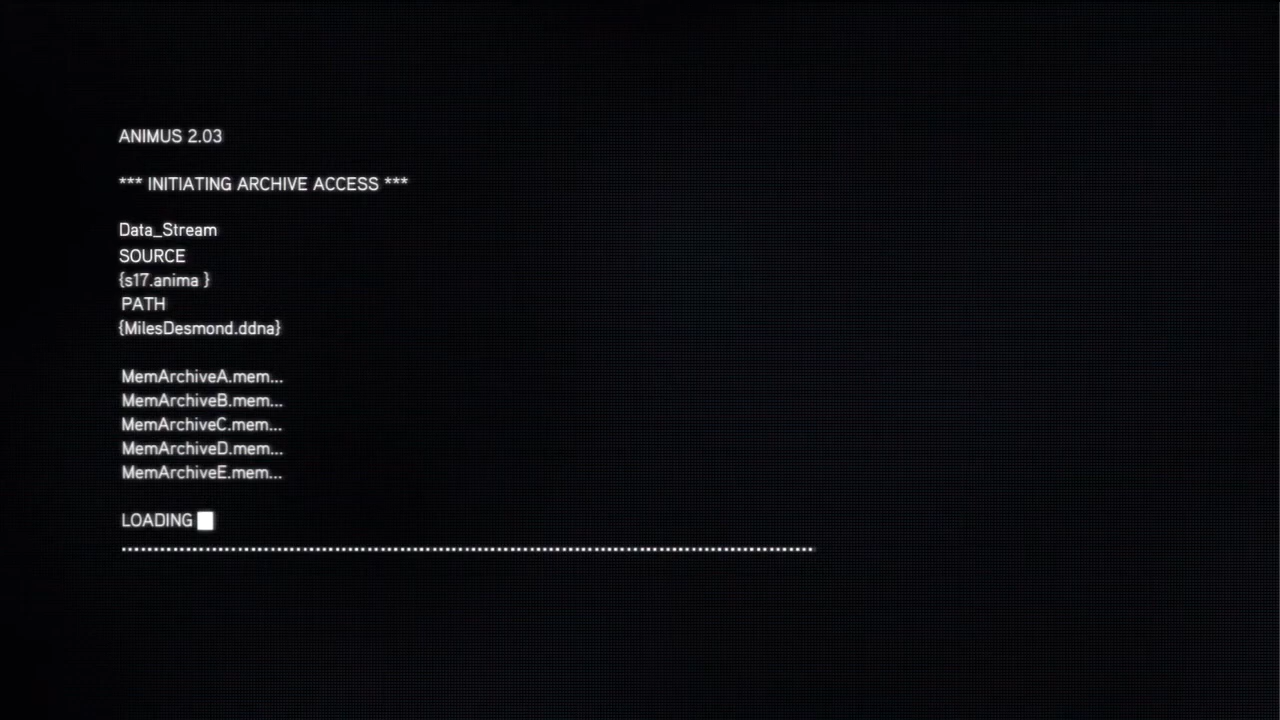 ANIMUS 2.03
*** INITIATING ARCHIVE ACCESS ***
Data_Stream
SOURCE
{s17.anima }
PATH
{MilesDesmond.ddna}
MemArchiveA.mem...
MemArchiveB.mem...
MemArchiveC.mem...
MemArchiveD.mem...
MemArchiveE.mem...
LOADING